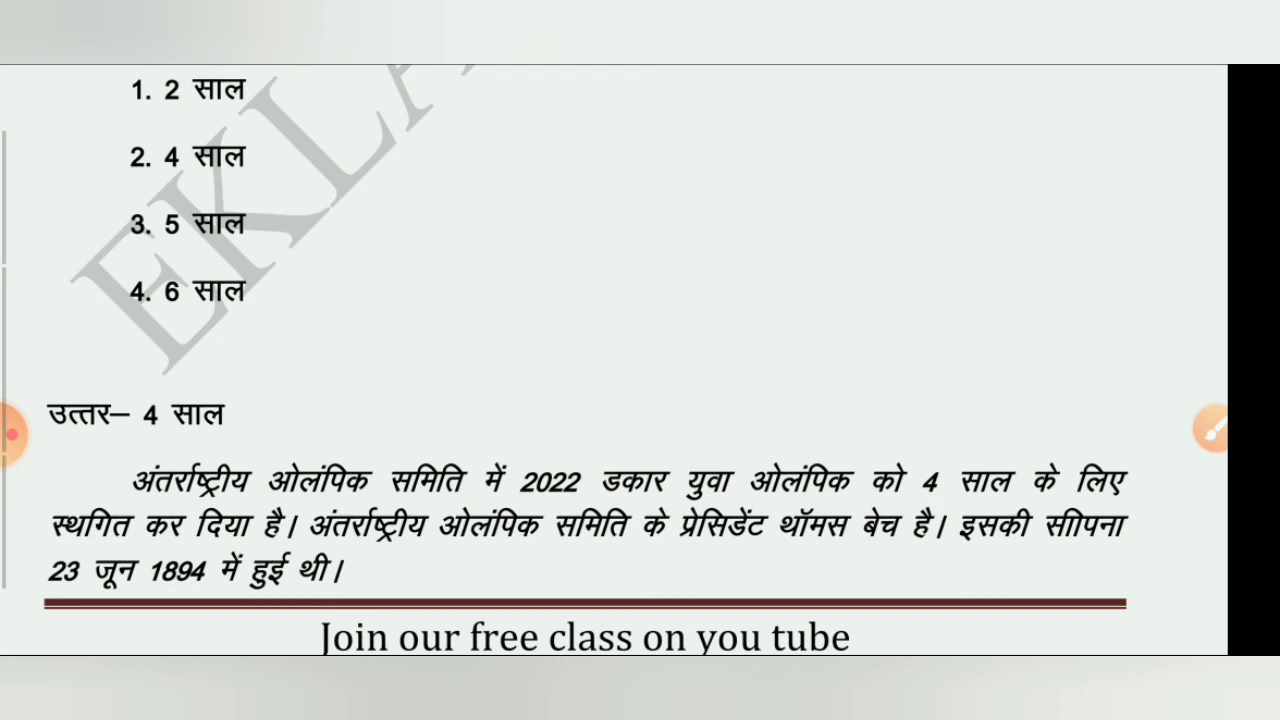 1. 2 साल
2. 4 साल
3. 5 साल
4. 6 साल
उत्तर– 4 साल
अंतर्राष्ट्रीय ओलंपिक समिति में 2022 डकार युवा ओलंपिक को 4 साल के लिए
स्थगित कर दिया है। अंतर्राष्ट्रीय ओलंपिक समिति के प्रेसिडेंट थॉमस बेच है। इसकी साीपना
23 जून 1894 में हुई थी।
Join our free class on you tube